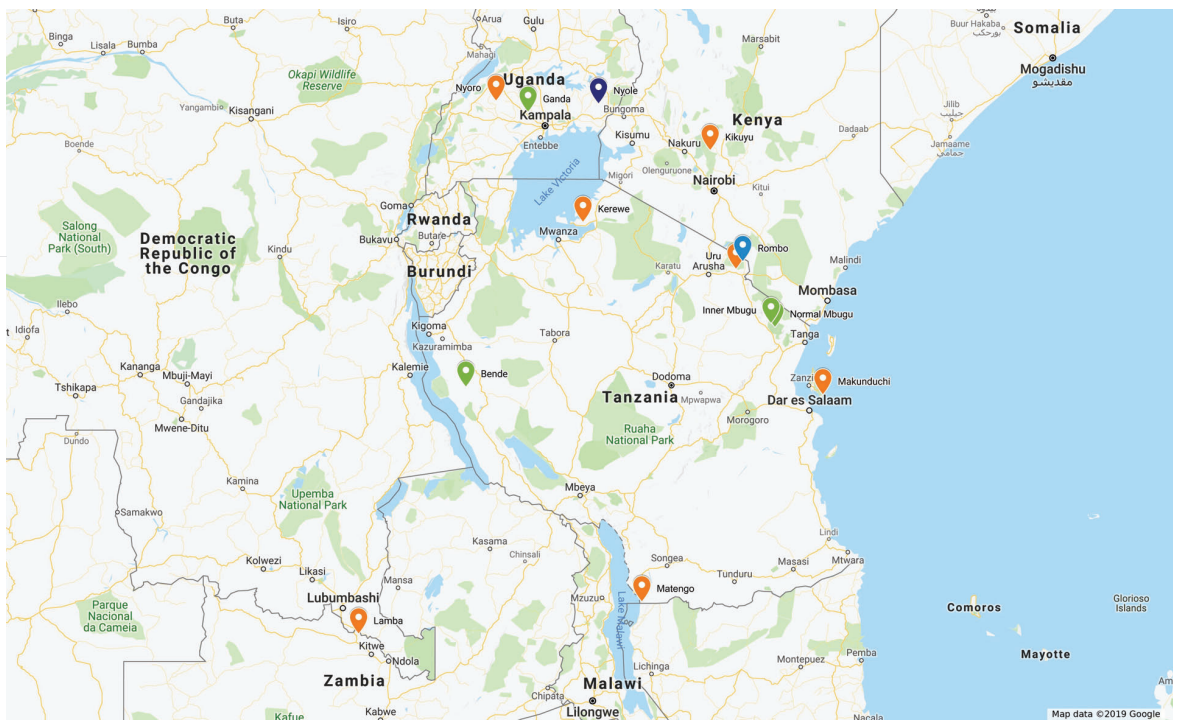 Binga
Lisala
Bumba
Buta
Isiro
Arua
Gulu
Mahagi
Okapi Wildlife
Reserve
Nyoro
Uganda
Ganda
Nyole
Kampala
Entebbe
Bungoma
Kisumu
Marsabit
Kenya
Buur Hakaba
بورحكبه
Somalia
Mogadishu
مقديشو
Jilib
جيليب
Jamaame
جمامي
Dadaab
Yangambi
Kisangani
Boende
Nakuru
Kikuyu
Olenguruone
Migori
Nairobi
Kitui
Lake Victoria
Goma
Rwanda
Butare
Bukavu
Burundi
Kerewe
Mwanza
Salong
National
Park (South)
Democratic
Republic of
the Congo
Kindu
Uru
Rombo
Arusha
Karatu
Malindi
Mombasa
Inner Mbugu
Normal Mbugu
Tanga
Ilebo
Idiofa
t
Kigoma
Kazuramimba
Tabora
Kalemie
Bende
Kananga
Mbuji-Mayi
Tshikapa
Gandajika
Mwene-Ditu
Dundo
Dodoma
Mpwapwa
Tanzania
Zanzi
Makunduchi
Dar es Salaam
Morogoro
Ruaha
National Park
Mbeya
Kamina
Upemba
National Park
Samakwo
Kasama
Chinsali
Lindi
Mtwara
Masasi
Songea
Tunduru
Kolwezi
Likasi
Mansa
Lubumbashi
Lamba
Mzuzu
Lake Malawi
Matengo
Parque
Nacional
da Cameia
Kitwe
Ndola
Comoros
Glorioso
Islands
Zambia
Malawi
Lichinga
Montepuez
Pemba
Mayotte
Chipata
Lilongwe
Kabwe
Kafue
Nacala
Am
Map data ©2019 Google